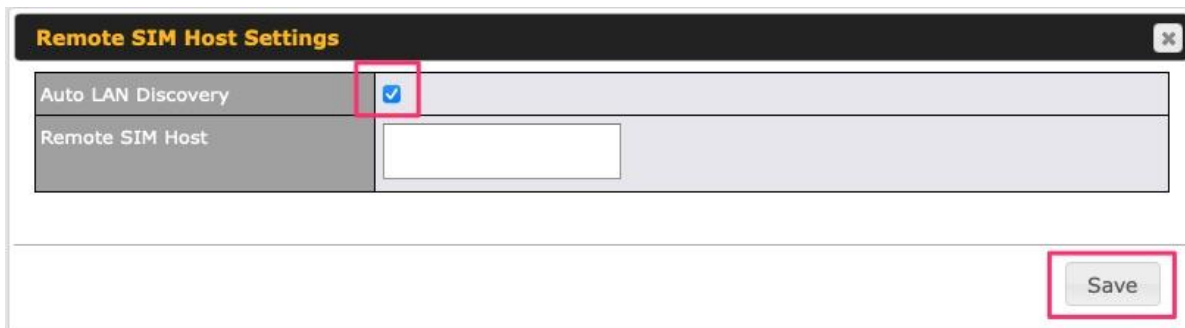 Remote SIM Host Settings
Auto LAN Discovery
Remote SIM Host
Save